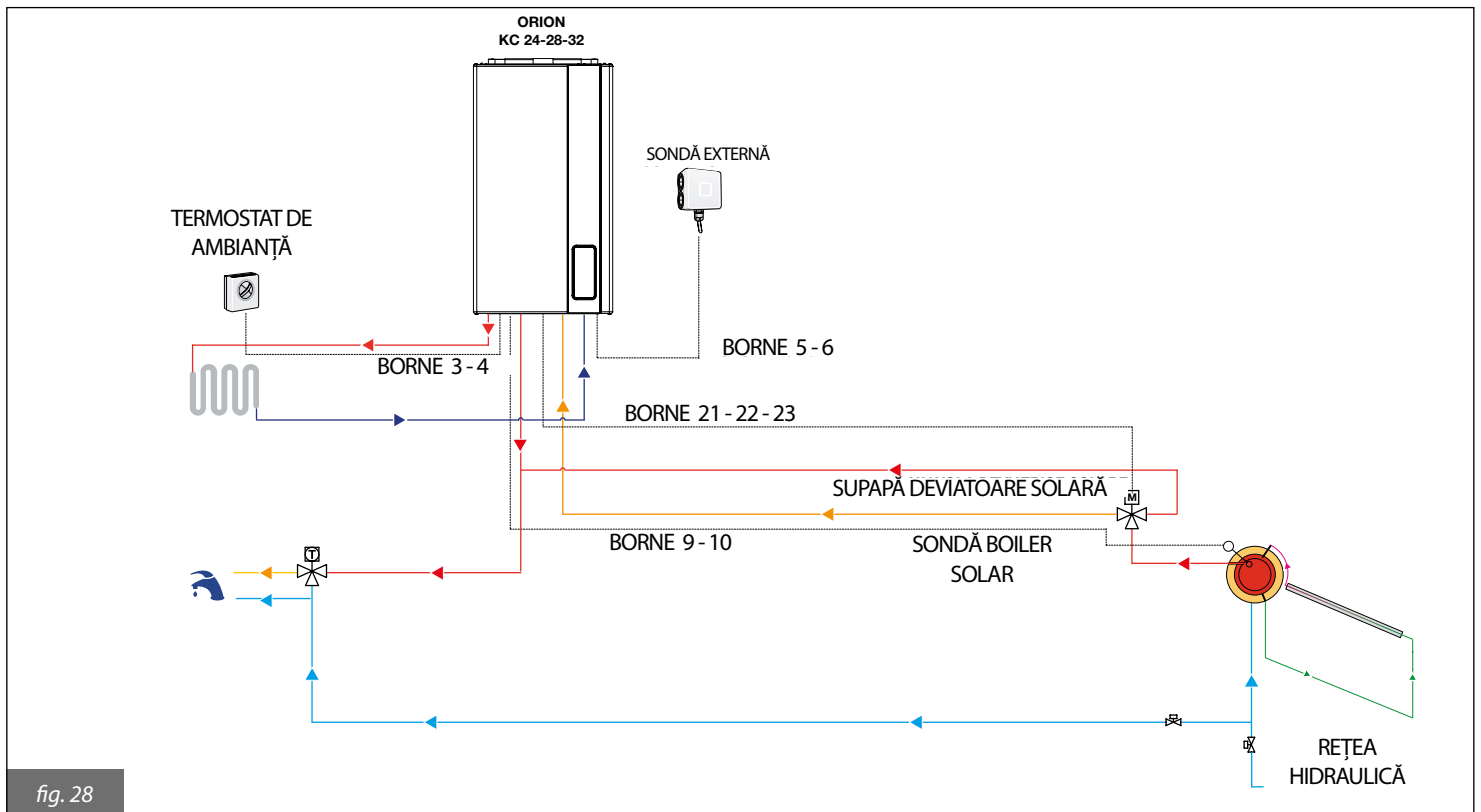 ORION
KC 24-28-32
SONDĂ EXTERNĂ
TERMOSTAT DE
AMBIANȚĂ
BORNE 3 - 4
BORNE 5 - 6
BORNE 21 - 22 - 23
SUPAPĂ DEVIATOARE SOLARĂ
M
BORNE 9 - 10
SONDĂ BOILER
SOLAR
T
REȚEA
HIDRAULICĂ
fig. 28